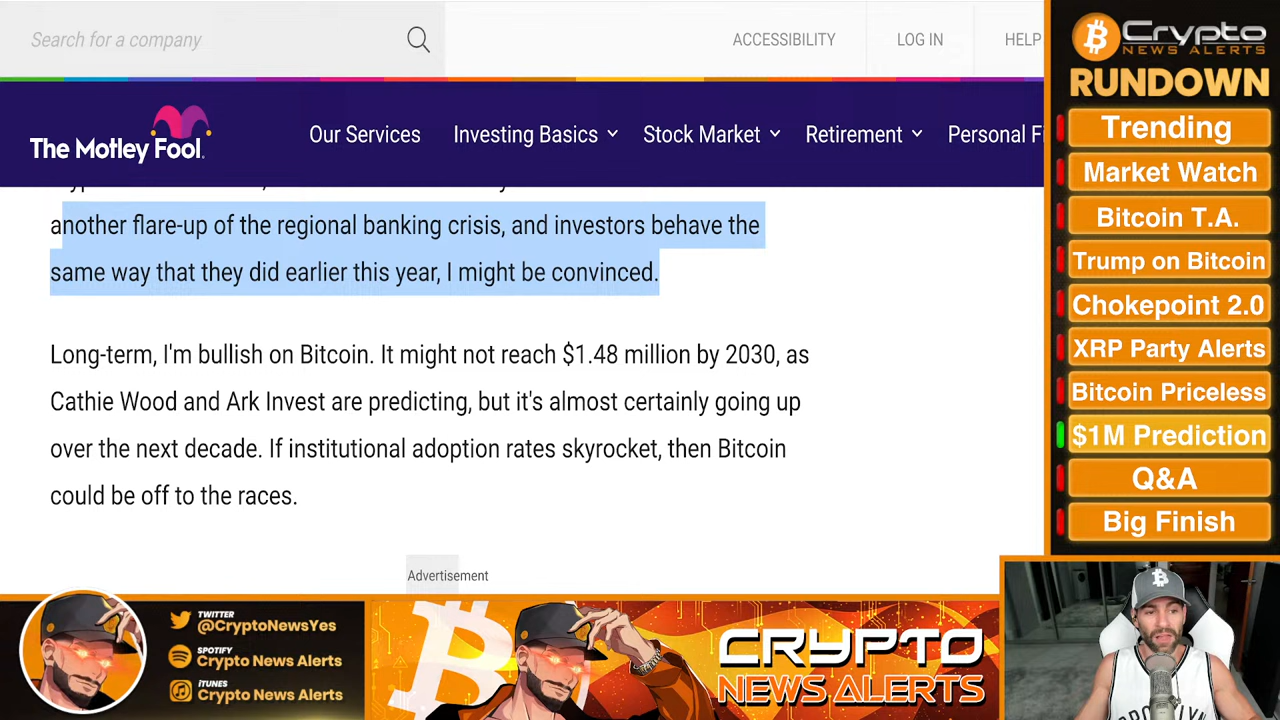 Search for a company
ACCESSIBILITY
LOG IN
HELP
The Motley Fool.
Our Services
Investing Basics
Stock Market
Retirement
Personal Fi
another flare-up of the regional banking crisis, and investors behave the
same way that they did earlier this year, I might be convinced.
Long-term, I'm bullish on Bitcoin. It might not reach $1.48 million by 2030, as
Cathie Wood and Ark Invest are predicting, but it's almost certainly going up
over the next decade. If institutional adoption rates skyrocket, then Bitcoin
could be off to the races.
Advertisement
Crypto
NEWS ALERTS
RUNDOWN
Trending
Market Watch
Bitcoin T.A.
Trump on Bitcoin
Chokepoint 2.0
XRP Party Alerts
Bitcoin Priceless
$1M Prediction
Q&A
Big Finish
TWITTER
@CryptoNewsYes
SPOTIFY
Crypto News Alerts
iTUNES
Crypto News Alerts
CRYPTO
NEWS ALERTS